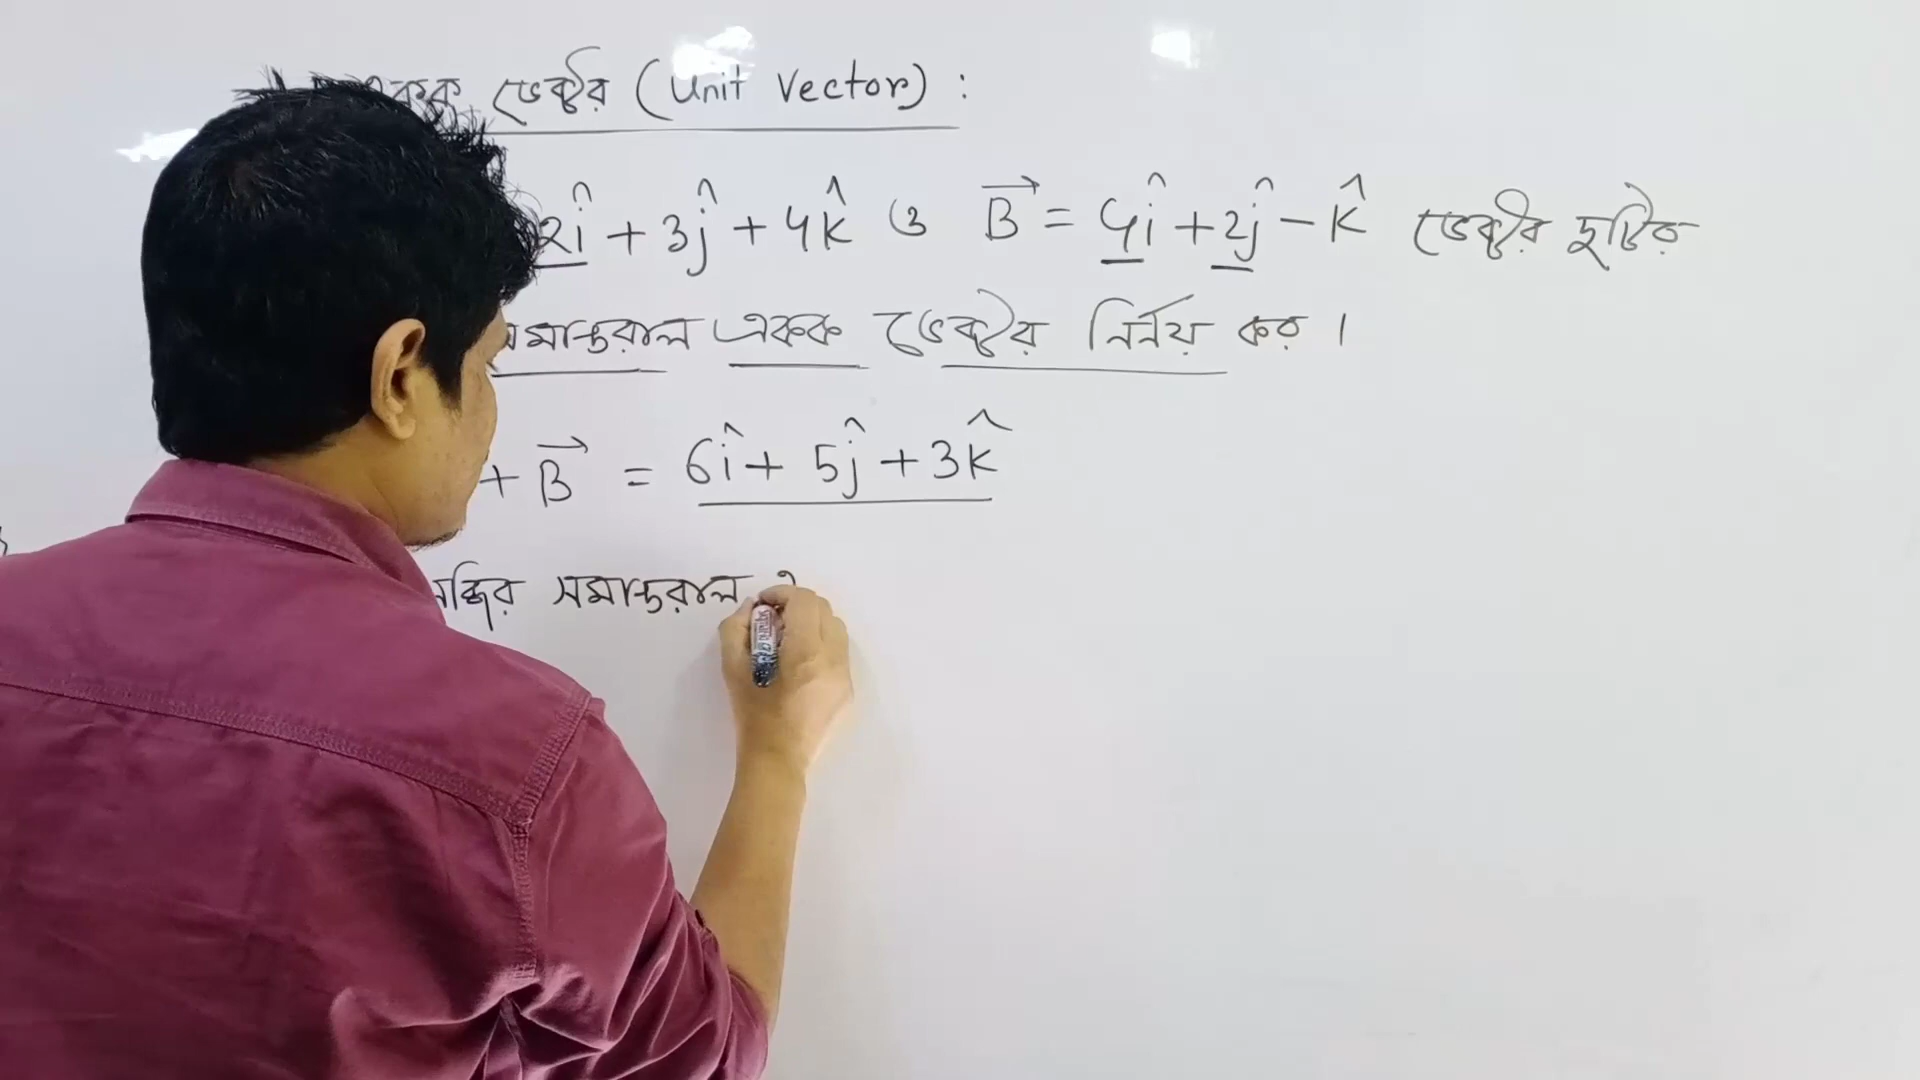 একক ভেক্টর (Unit Vector) :
2î + 3ĵ + 4k̂ ও B⃗ = 4î + 2ĵ − k̂ ভেক্টর দুটির
সমান্তরাল একক ভেক্টর নির্নয় কর ।
+ B⃗ = 6î + 5ĵ + 3k̂
সমান্তরাল